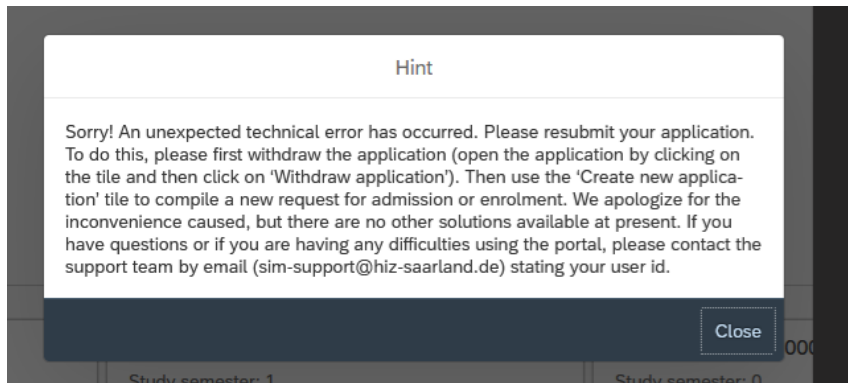 Hint
Sorry! An unexpected technical error has occurred. Please resubmit your application.
To do this, please first withdraw the application (open the application by clicking on
the tile and then click on ‘Withdraw application’). Then use the ‘Create new applica-
tion’ tile to compile a new request for admission or enrolment. We apologize for the
inconvenience caused, but there are no other solutions available at present. If you
have questions or if you are having any difficulties using the portal, please contact the
support team by email (sim-support@hiz-saarland.de) stating your user id.
Close
Study semester: 1
Study semester: 0